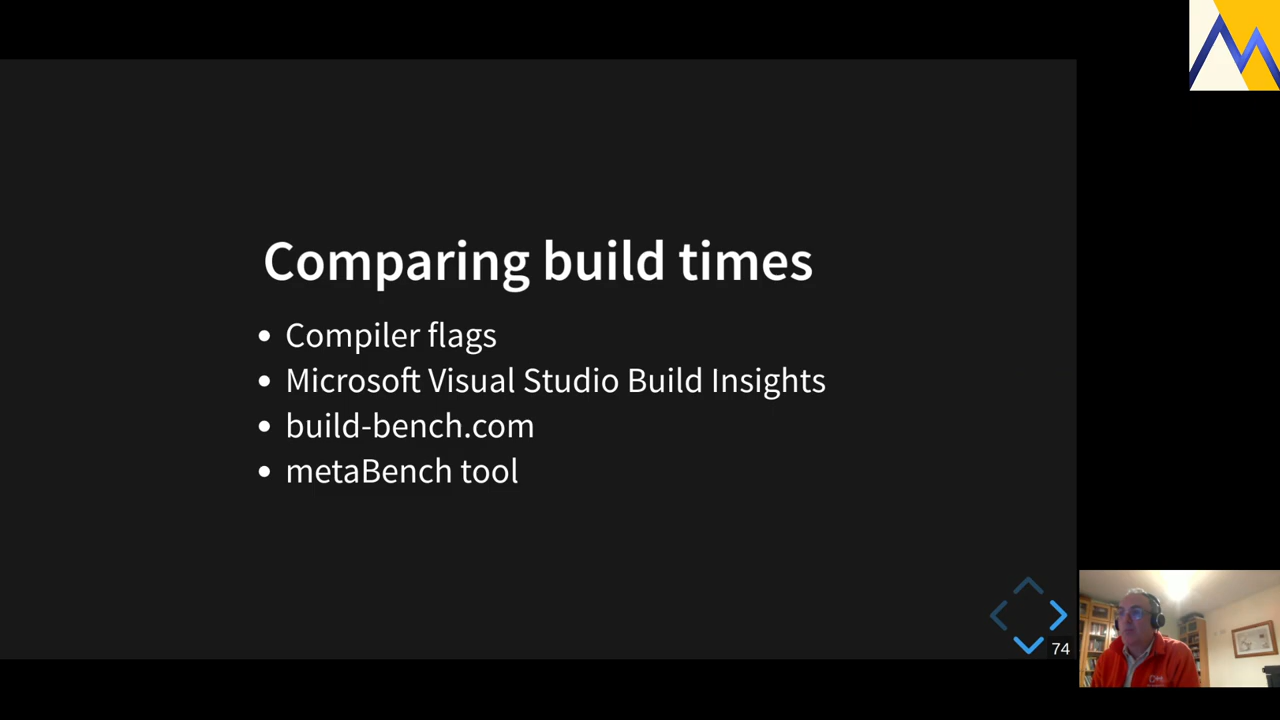 Comparing build times
Compiler flags
Microsoft Visual Studio Build Insights
build-bench.com
metaBench tool
74